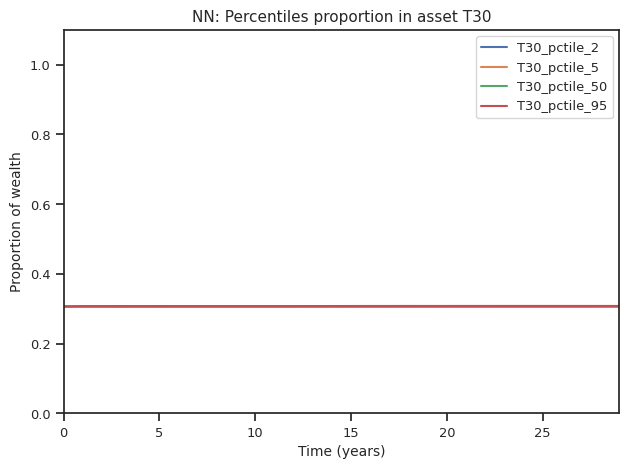 NN: Percentiles proportion in asset T30
T30_pctile_2
T30_pctile_5
T30_pctile_50
T30_pctile_95
Proportion of wealth
1.0
0.8
0.6
0.4
0.2
0.0
0 5 10 15 20 25
Time (years)